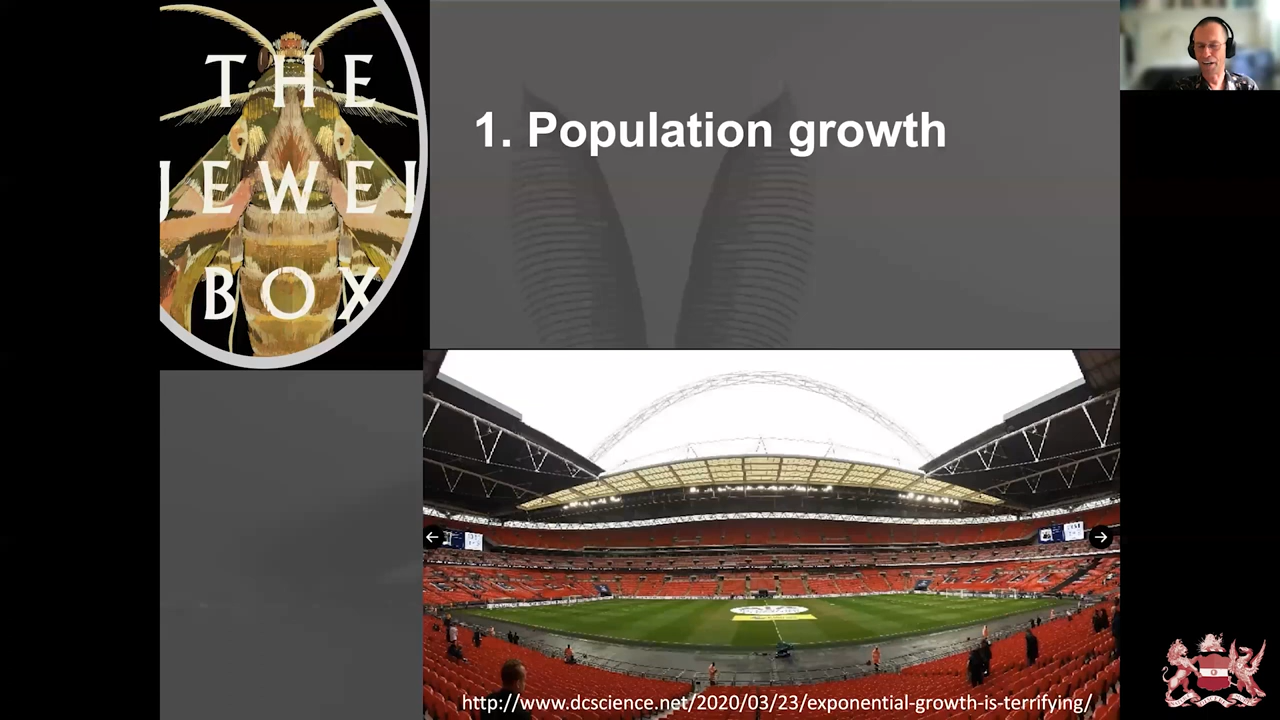 THE
JEWEL
BOX
1. Population growth
http://www.dcscience.net/2020/03/23/exponential-growth-is-terrifying/